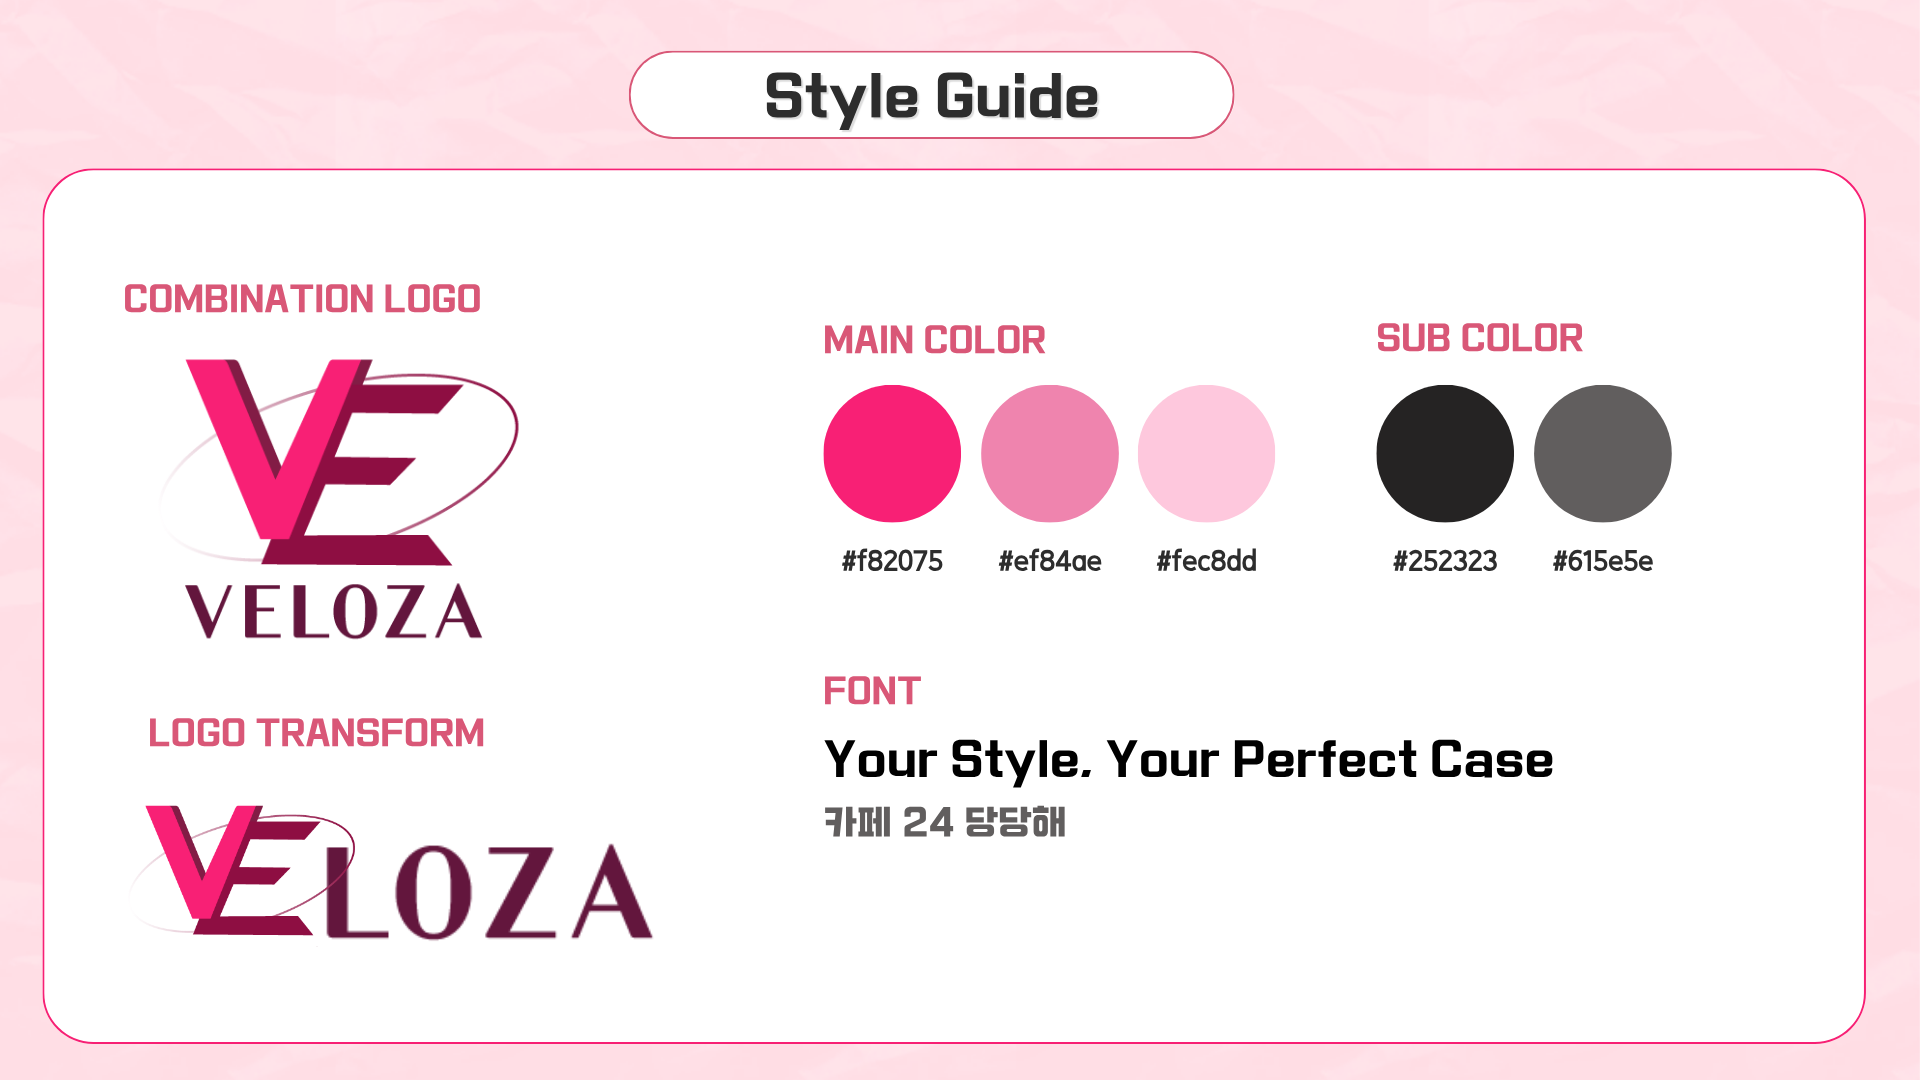 Style Guide
COMBINATION LOGO
VE
VELOZA
LOGO TRANSFORM
VELOZA
MAIN COLOR
#f82075 #ef84ae #fec8dd
SUB COLOR
#252323 #615e5e
FONT
Your Style, Your Perfect Case
카페 24 당당해